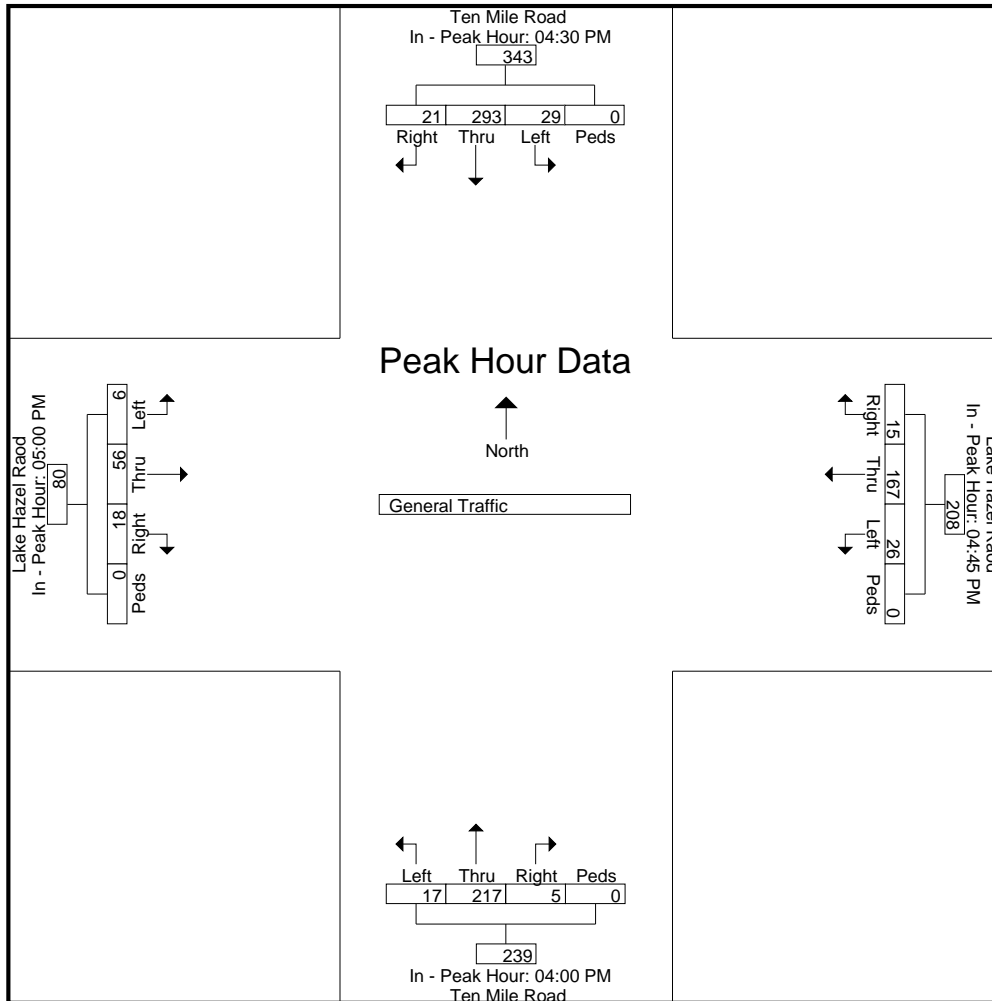 Ten Mile Road
In - Peak Hour: 04:30 PM
343
21 293 29 0
Right Thru Left Peds
Peak Hour Data
North
General Traffic
Lake Hazel Raod
In - Peak Hour: 05:00 PM
80
6 56 18 0
Left Thru Right Peds
Lake Hazel Raod
In - Peak Hour: 04:45 PM
208
15 167 26 0
Right Thru Left Peds
Left Thru Right Peds
17 217 5 0
239
In - Peak Hour: 04:00 PM
Ten Mile Road